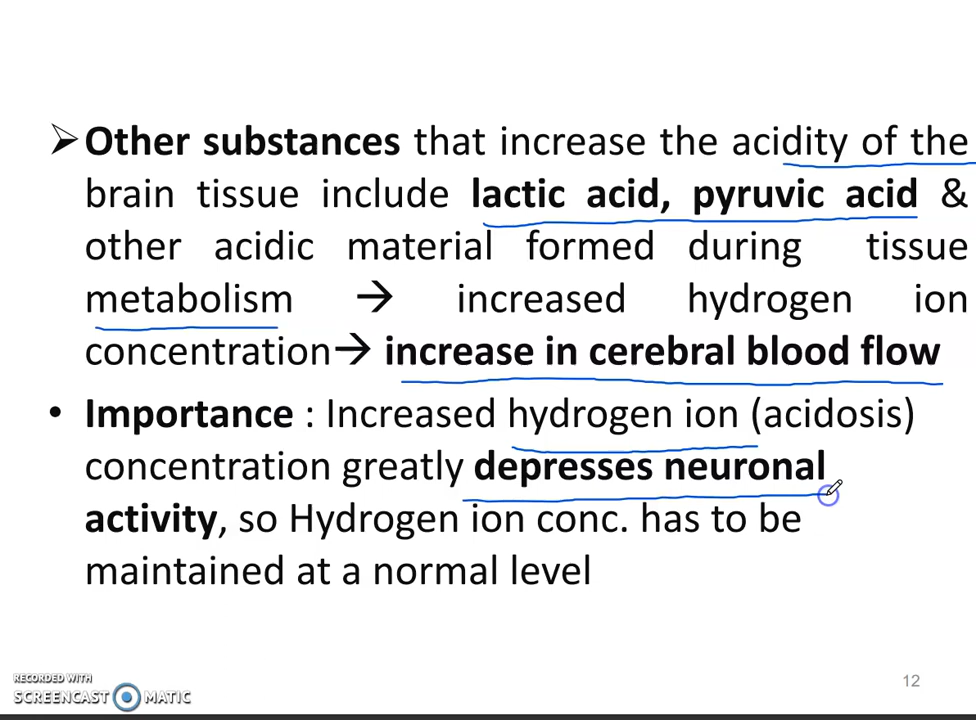 ➢Other substances that increase the acidity of the
brain tissue include lactic acid, pyruvic acid &
other acidic material formed during tissue
metabolism → increased hydrogen ion
concentration→ increase in cerebral blood flow
• Importance : Increased hydrogen ion (acidosis)
concentration greatly depresses neuronal
activity, so Hydrogen ion conc. has to be
maintained at a normal level
RECORDED WITH
SCREENCAST MATIC
12